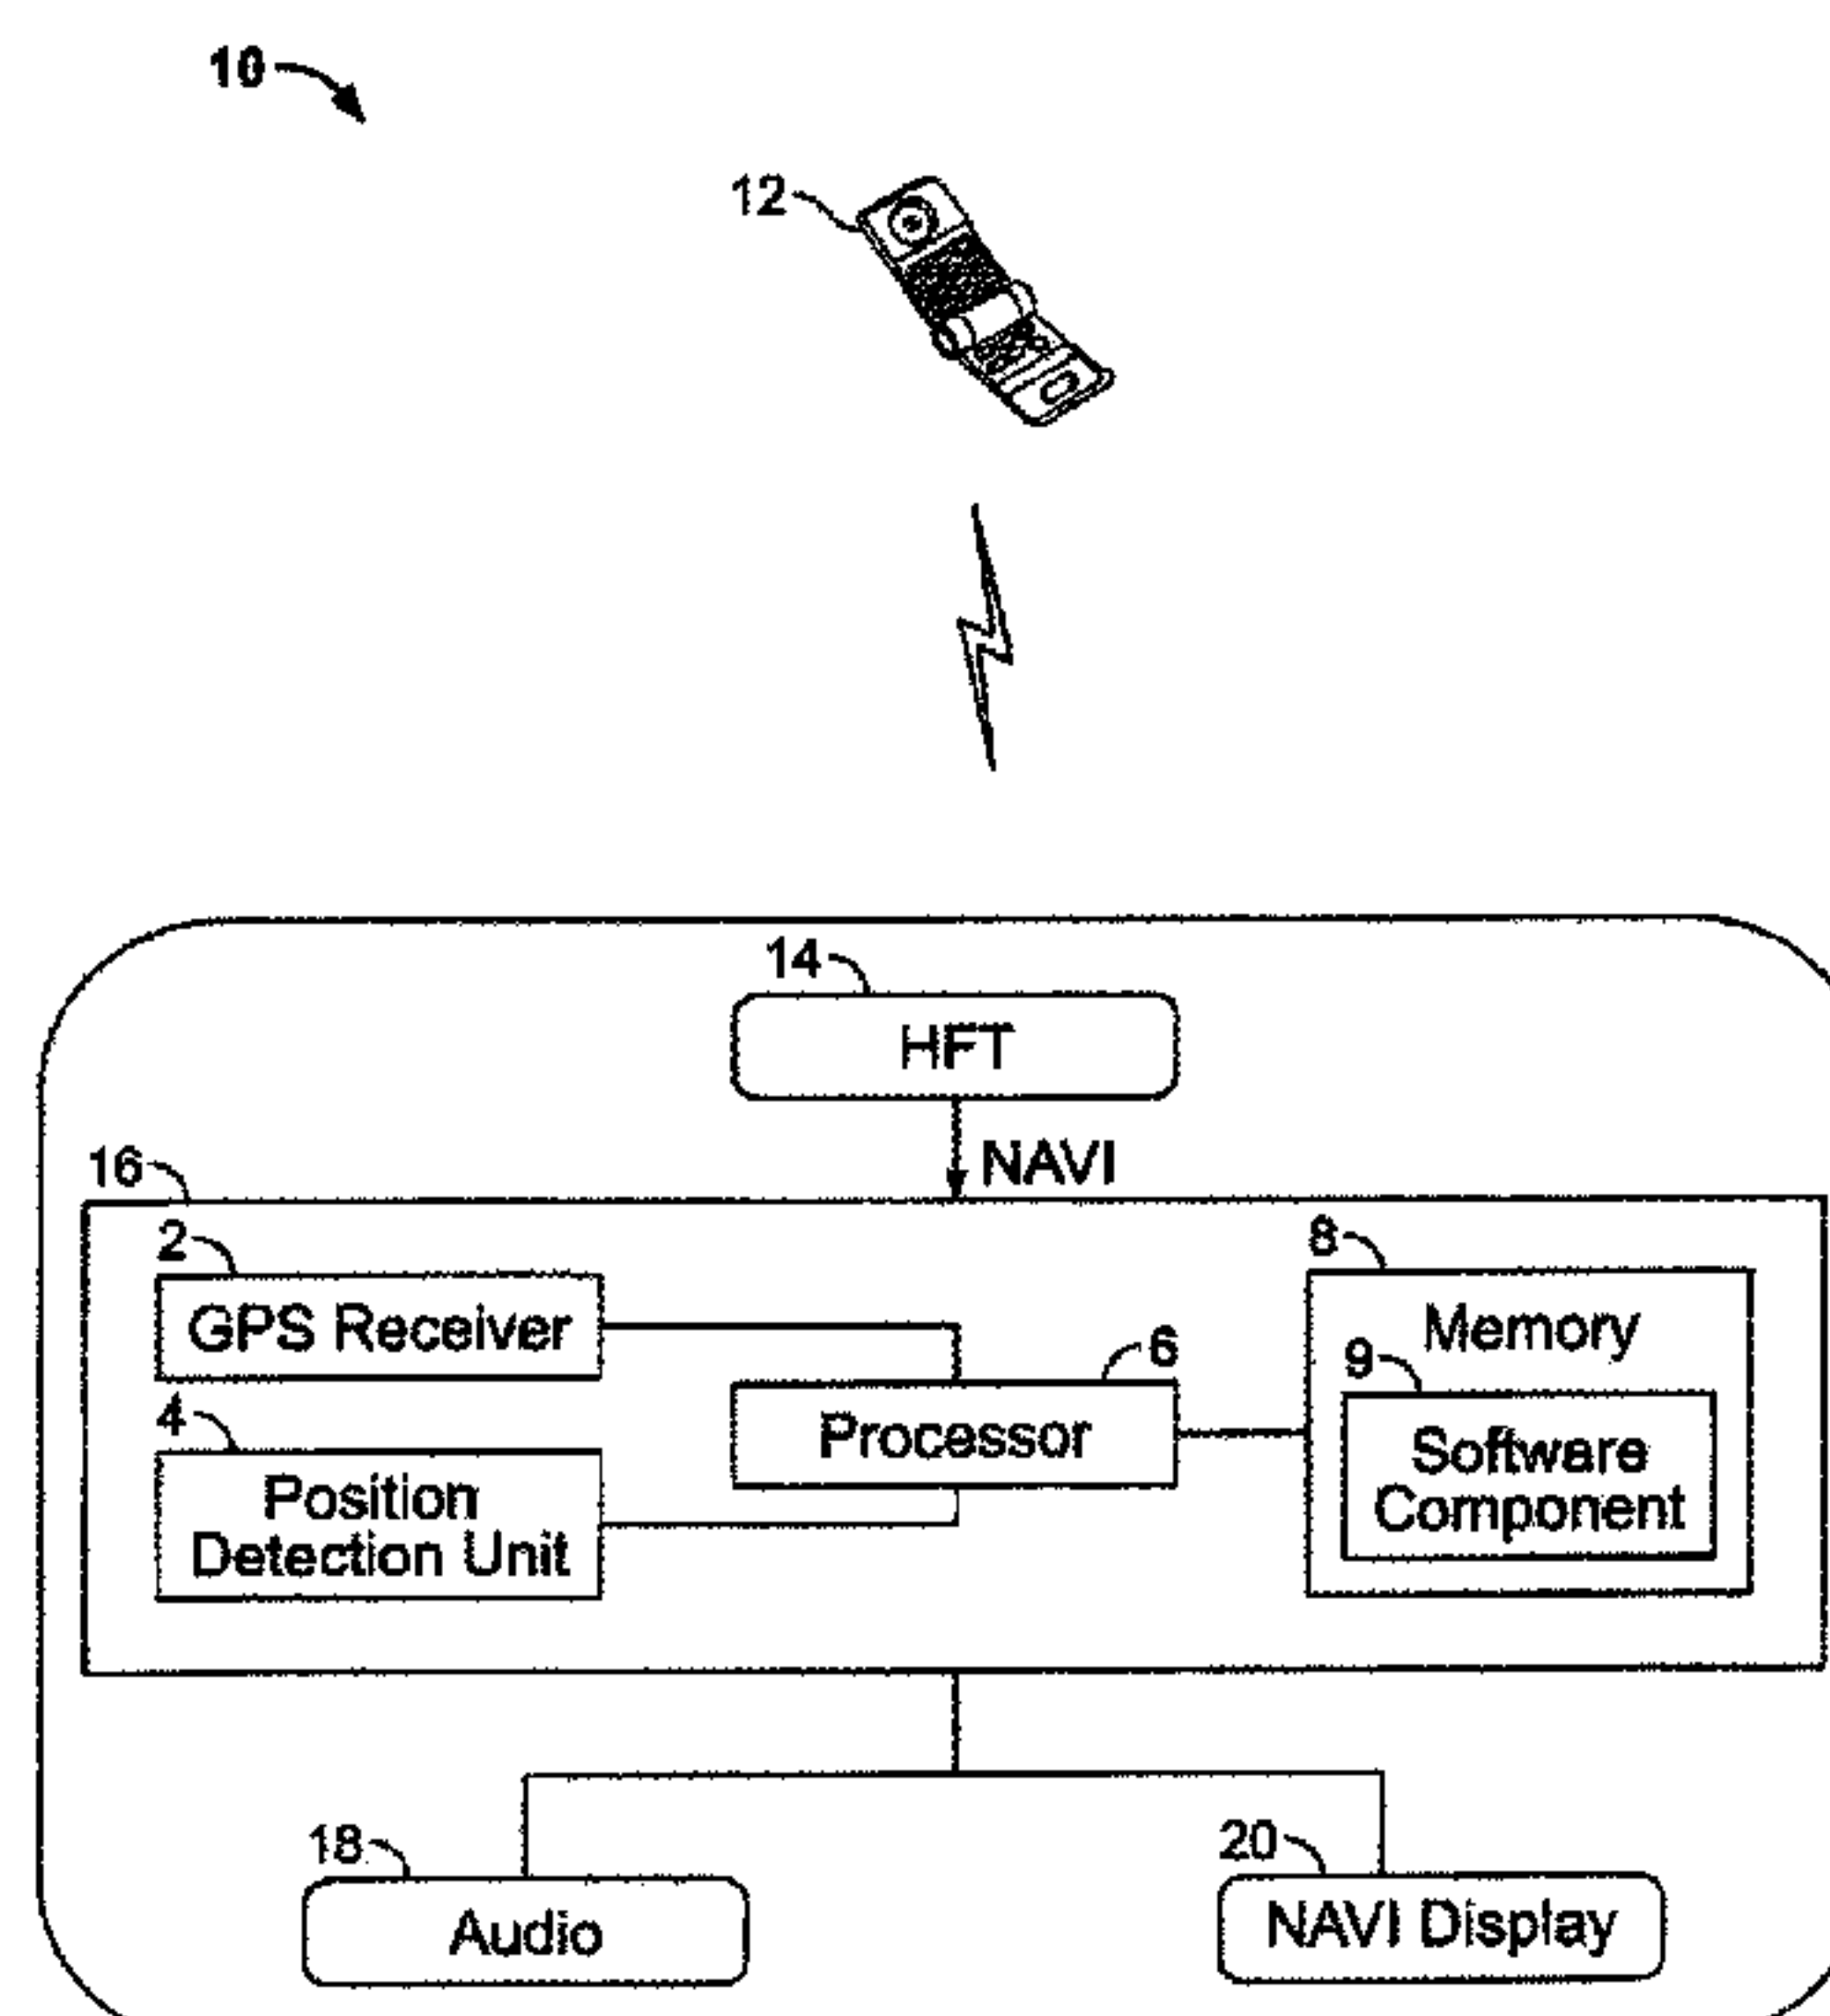 10
12
14
HFT
NAVI
16
2
GPS Receiver
8
Memory
6
Processor
9
Software
Component
4
Position
Detection Unit
18
Audio
20
NAVI Display